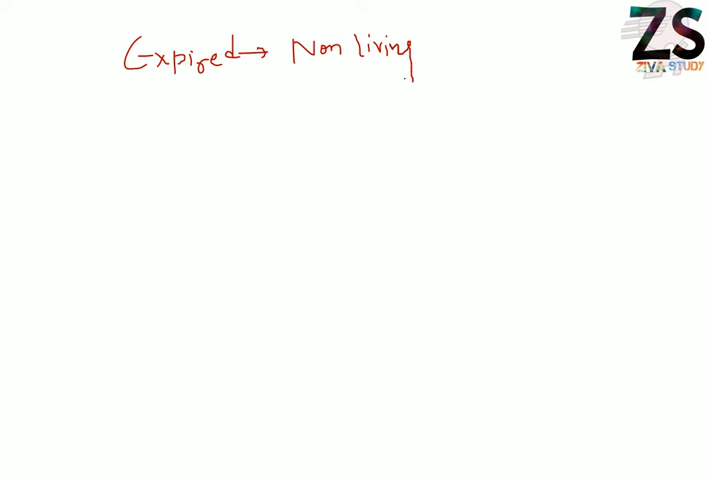 Expired → Non living
ZS
ZIVA STUDY